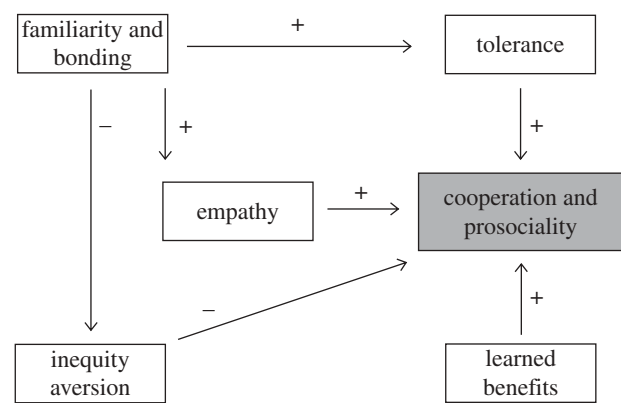 familiarity and
bonding
+
tolerance
−
+
+
empathy
+
cooperation and
prosociality
−
+
inequity
aversion
learned
benefits